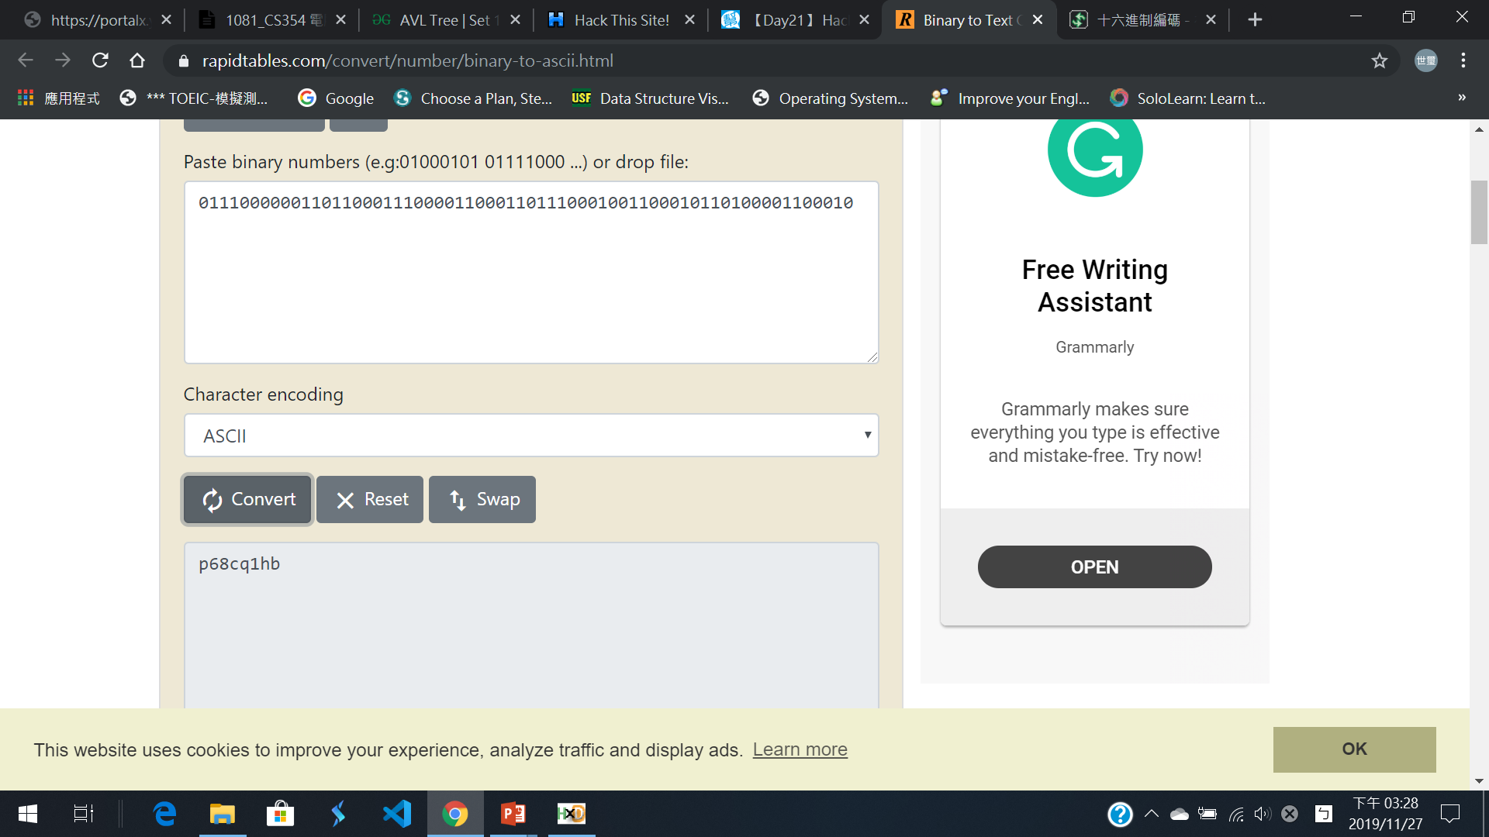 https://portalx.
1081_CS354 電
AVL Tree | Set 1
Hack This Site!
【Day21】Hac
Binary to Text C
十六進制編碼 -
rapidtables.com/convert/number/binary-to-ascii.html
世璽
應用程式
*** TOEIC-模擬測...
Google
Choose a Plan, Ste...
USF Data Structure Vis...
Operating System...
Improve your Engl...
SoloLearn: Learn t...
»
Paste binary numbers (e.g:01000101 01111000 ...) or drop file:
0111000000110110001110000110001101110001001100010110100001100010
Character encoding
ASCII
Convert
Reset
Swap
p68cq1hb
Free Writing
Assistant
Grammarly
Grammarly makes sure
everything you type is effective
and mistake-free. Try now!
OPEN
This website uses cookies to improve your experience, analyze traffic and display ads. Learn more
OK
下午 03:28
2019/11/27